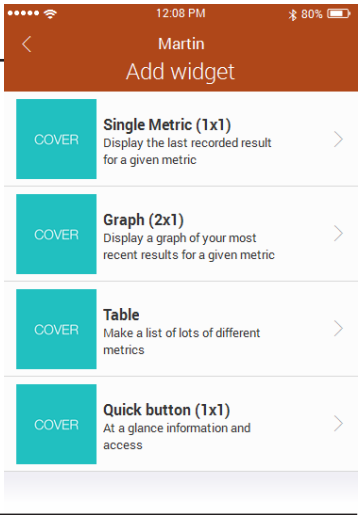 12:08 PM
80%
Martin
Add widget
COVER
Single Metric (1x1)
Display the last recorded result
for a given metric
COVER
Graph (2x1)
Display a graph of your most
recent results for a given metric
COVER
Table
Make a list of lots of different
metrics
COVER
Quick button (1x1)
At a glance information and
access